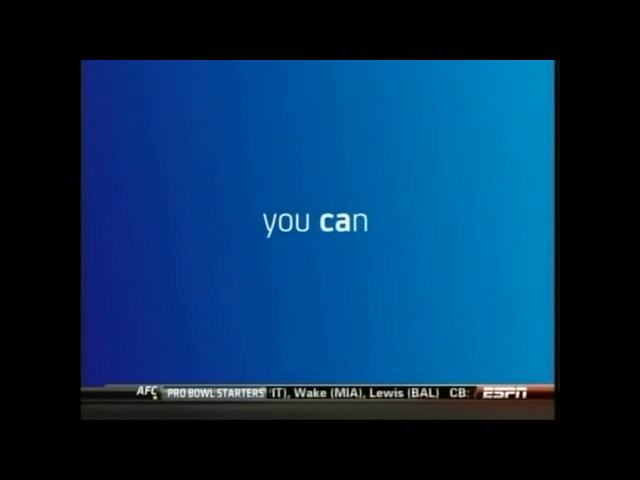 you can
AFC PRO BOWL STARTERS IT), Wake (MIA), Lewis (BAL) CB: ESPN